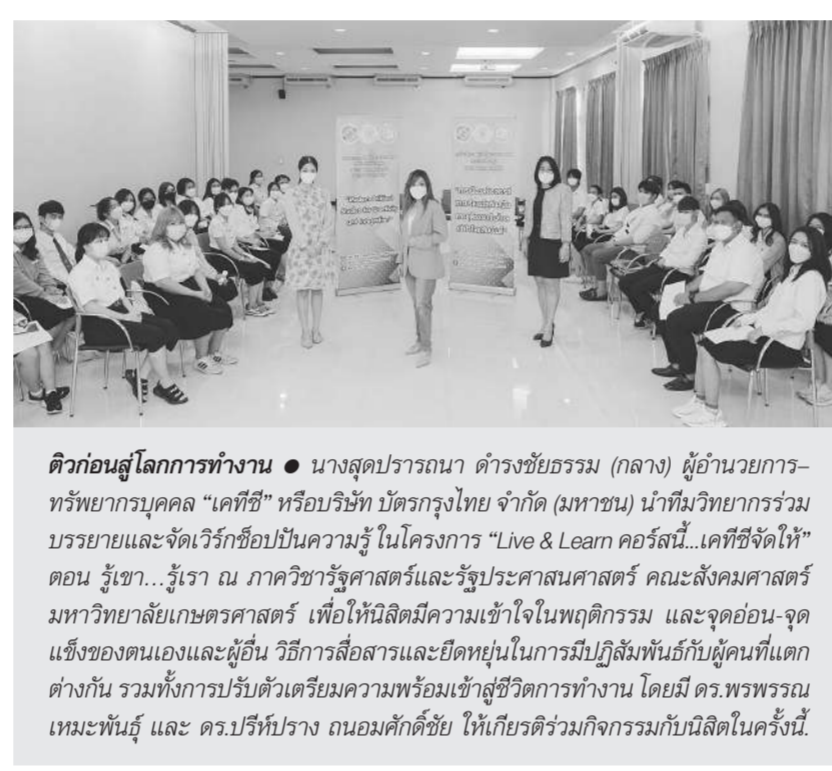 ติวก่อนสู่โลกการทำงาน ● นางสุดปรารถนา ดำรงชัยธรรม (กลาง) ผู้อำนวยการ–
ทรัพยากรบุคคล “เคทีซี” หรือบริษัท บัตรกรุงไทย จำกัด (มหาชน) นำทีมวิทยากรร่วม
บรรยายและจัดเวิร์กช็อปปันความรู้ ในโครงการ “Live & Learn คอร์สนี้...เคทีซีจัดให้”
ตอน รู้เขา...รู้เรา ณ ภาควิชารัฐศาสตร์และรัฐประศาสนศาสตร์ คณะสังคมศาสตร์
มหาวิทยาลัยเกษตรศาสตร์ เพื่อให้นิสิตมีความเข้าใจในพฤติกรรม และจุดอ่อน-จุด
แข็งของตนเองและผู้อื่น วิธีการสื่อสารและยืดหยุ่นในการมีปฏิสัมพันธ์กับผู้คนที่แตก
ต่างกัน รวมทั้งการปรับตัวเตรียมความพร้อมเข้าสู่ชีวิตการทำงาน โดยมี ดร.พรพรรณ
เหมะพันธุ์ และ ดร.ปรีห์ปราง ถนอมศักดิ์ชัย ให้เกียรติร่วมกิจกรรมกับนิสิตในครั้งนี้.